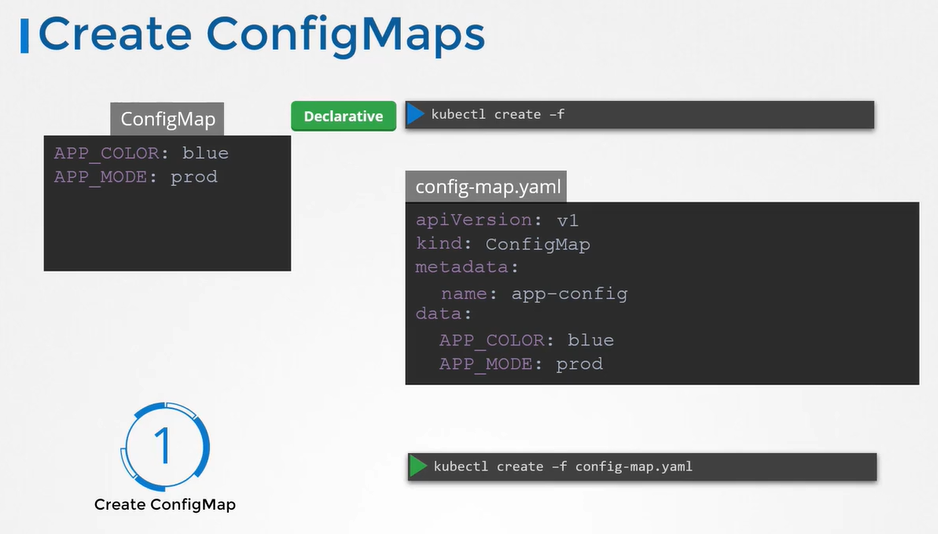 Create ConfigMaps
ConfigMap
APP_COLOR: blue
APP_MODE: prod
Declarative
kubectl create –f
config-map.yaml
apiVersion: v1
kind: ConfigMap
metadata:
  name: app-config
data:
  APP_COLOR: blue
  APP_MODE: prod
1
Create ConfigMap
kubectl create –f config-map.yaml